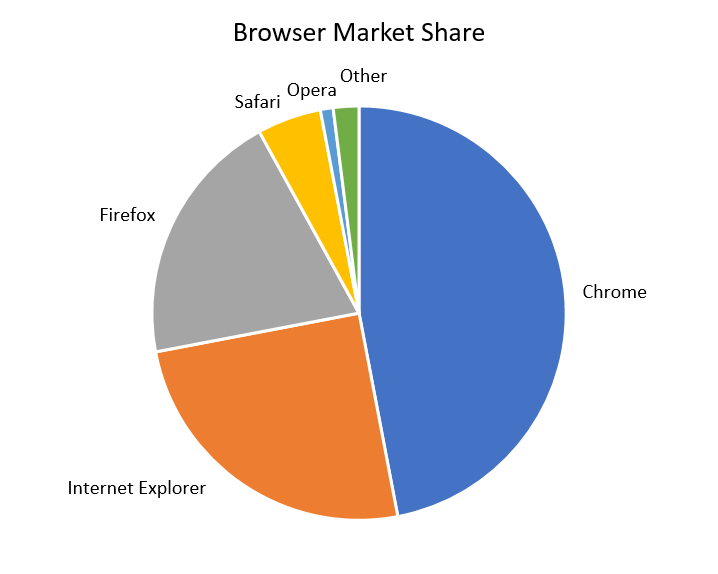 Browser Market Share
Other
Opera
Safari
Firefox
Chrome
Internet Explorer